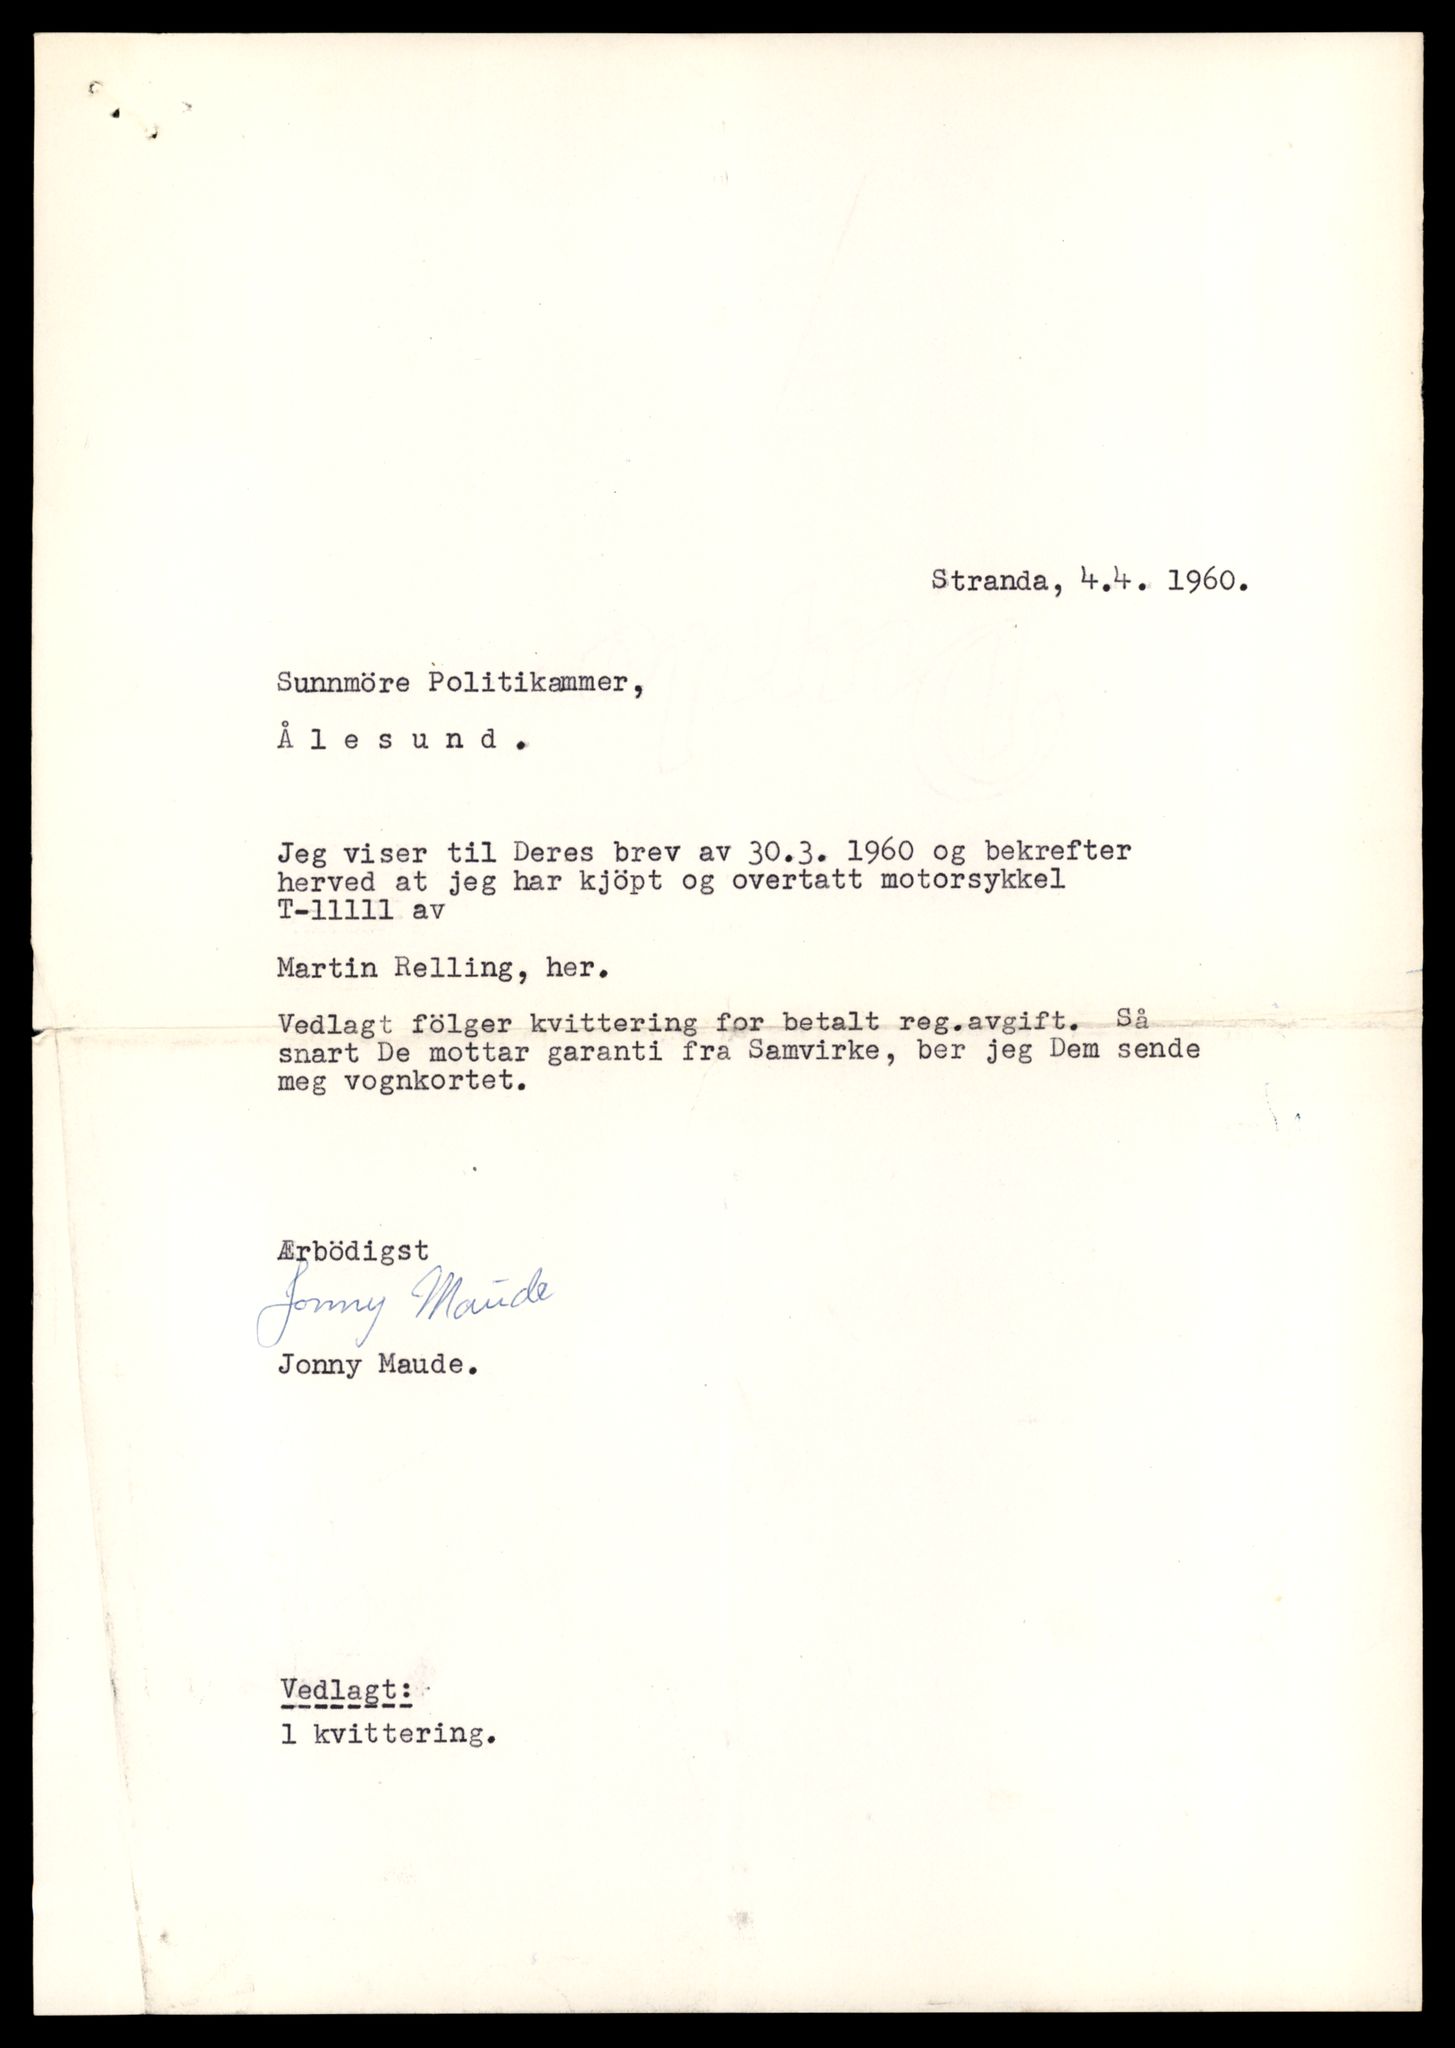 Stranda, 4.4. 1960.
Sunnmöre Politikammer,
Å l e s u n d .
Jeg viser til Deres brev av 30.3. 1960 og bekrefter
herved at jeg har kjöpt og overtatt motorsykkel
T-11111 av
Martin Relling, her.
Vedlagt fölger kvittering for betalt reg.avgift. Så
snart De mottar garanti fra Samvirke, ber jeg Dem sende
meg vognkortet.
Ærbödigst
Jonny Maude
Jonny Maude.
Vedlagt:
1 kvittering.